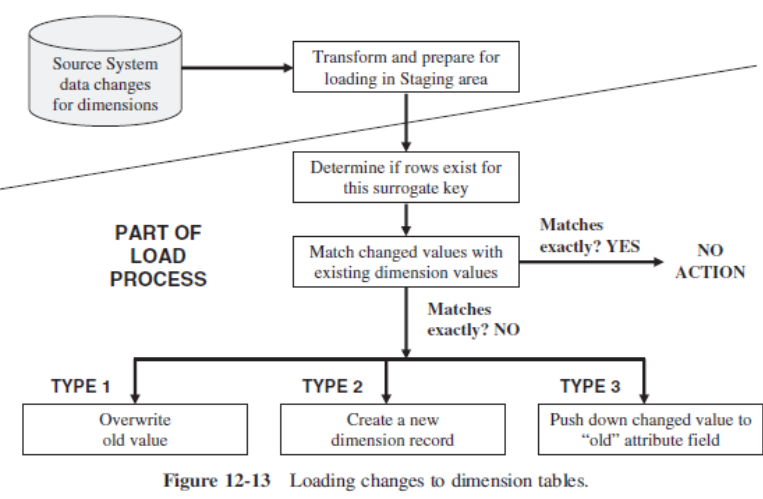 Source System
data changes
for dimensions
Transform and prepare for
loading in Staging area
Determine if rows exist for
this surrogate key
PART OF
LOAD
PROCESS
Match changed values with
existing dimension values
Matches
exactly? YES
NO
ACTION
Matches
exactly? NO
TYPE 1
Overwrite
old value
TYPE 2
Create a new
dimension record
TYPE 3
Push down changed value to
“old” attribute field
Figure 12-13 Loading changes to dimension tables.